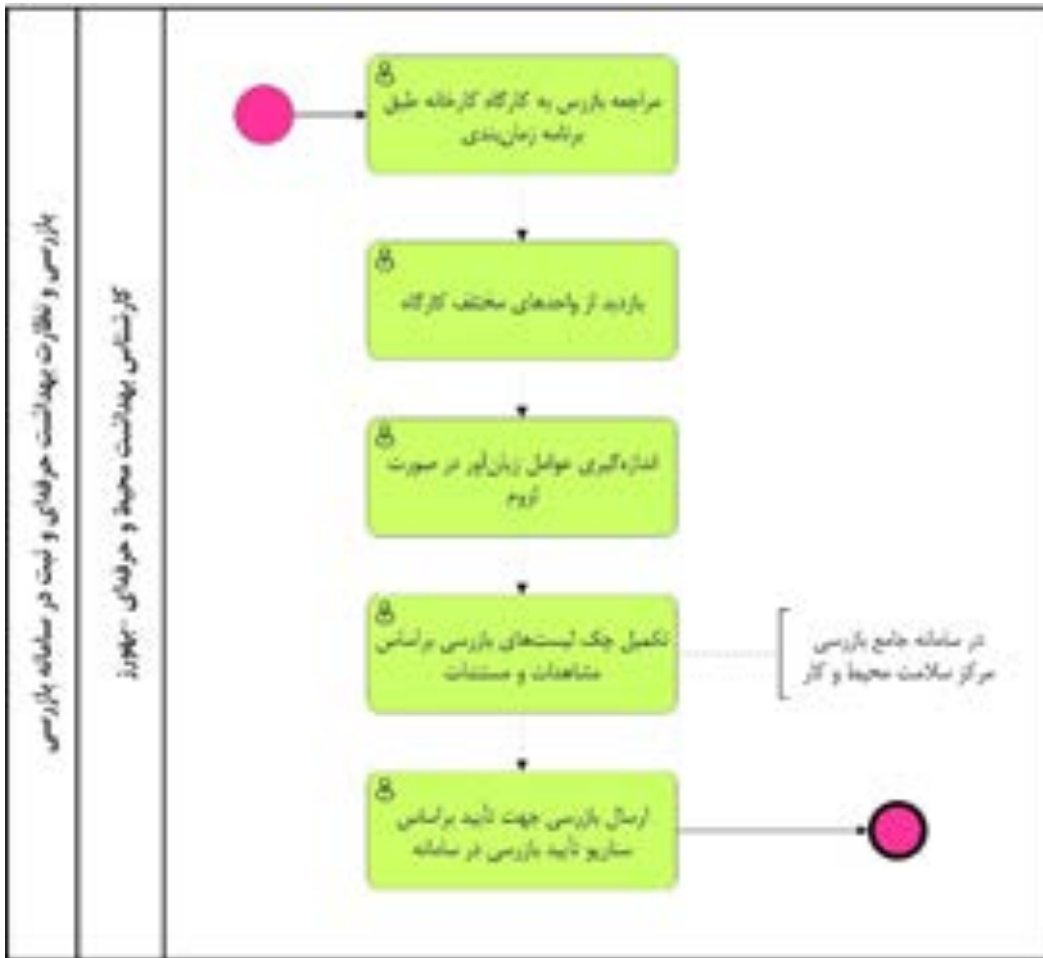 بازرسی و نظارت بهداشت حرفه‌ای و ثبت در سامانه بازرسی
کارشناس بهداشت محیط و حرفه‌ای -بهورز
مراجعه بازرس به کارگاه کارخانه طبق
برنامه زمان‌بندی
بازدید از واحدهای مختلف کارگاه
اندازه‌گیری عوامل زیان‌آور در صورت
لزوم
تکمیل چک لیست‌های بازرسی براساس
مشاهدات و مستندات
در سامانه جامع بازرسی
مرکز سلامت محیط و کار
ارسال بازرسی جهت تأیید براساس
سناریو تأیید بازرسی در سامانه